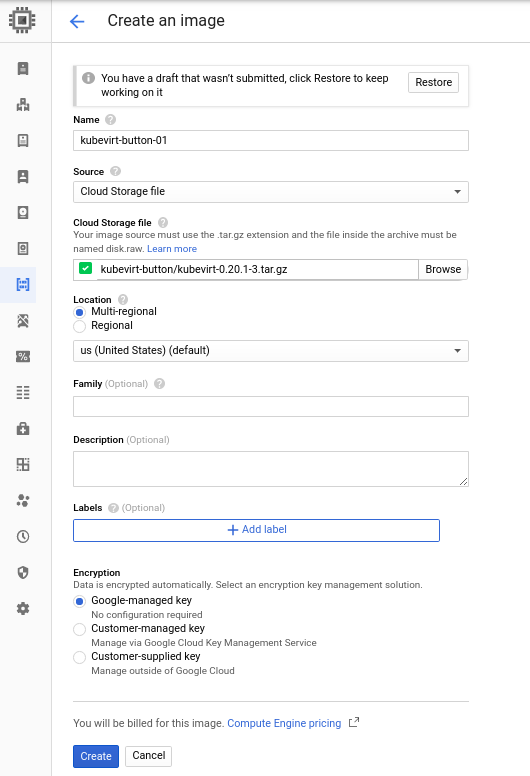 Create an image
You have a draft that wasn't submitted, click Restore to keep
working on it
Restore
Name
kubevirt-button-01
Source
Cloud Storage file
Cloud Storage file
Your image source must use the .tar.gz extension and the file inside the archive must be
named disk.raw. Learn more
kubevirt-button/kubevirt-0.20.1-3.tar.gz
Browse
Location
Multi-regional
Regional
us (United States) (default)
Family (Optional)
Description (Optional)
Labels (Optional)
Add label
Encryption
Data is encrypted automatically. Select an encryption key management solution.
Google-managed key
No configuration required
Customer-managed key
Manage via Google Cloud Key Management Service
Customer-supplied key
Manage outside of Google Cloud
You will be billed for this image. Compute Engine pricing
Create
Cancel